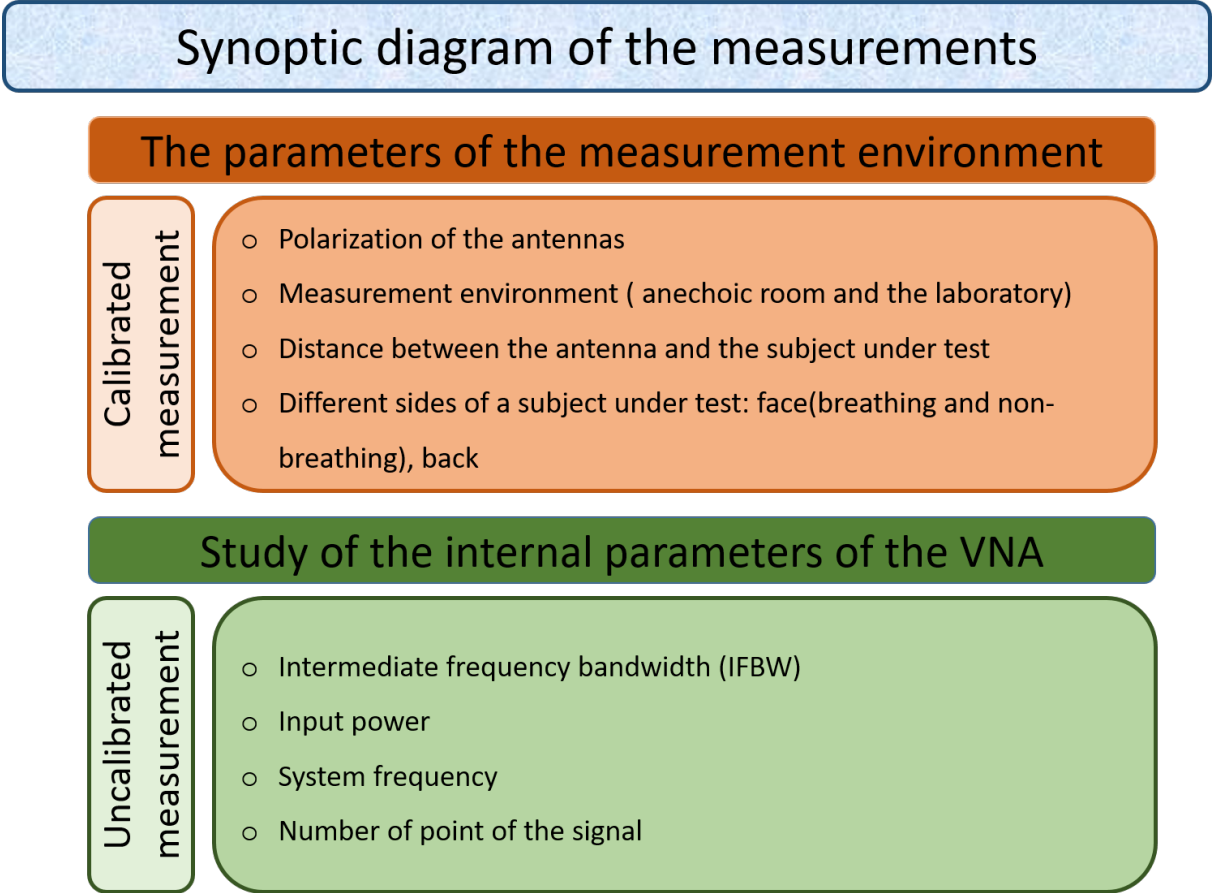 Synoptic diagram of the measurements
The parameters of the measurement environment
Calibrated
measurement
o Polarization of the antennas
o Measurement environment ( anechoic room and the laboratory)
o Distance between the antenna and the subject under test
o Different sides of a subject under test: face(breathing and non-
breathing), back
Study of the internal parameters of the VNA
Uncalibrated
measurement
o Intermediate frequency bandwidth (IFBW)
o Input power
o System frequency
o Number of point of the signal